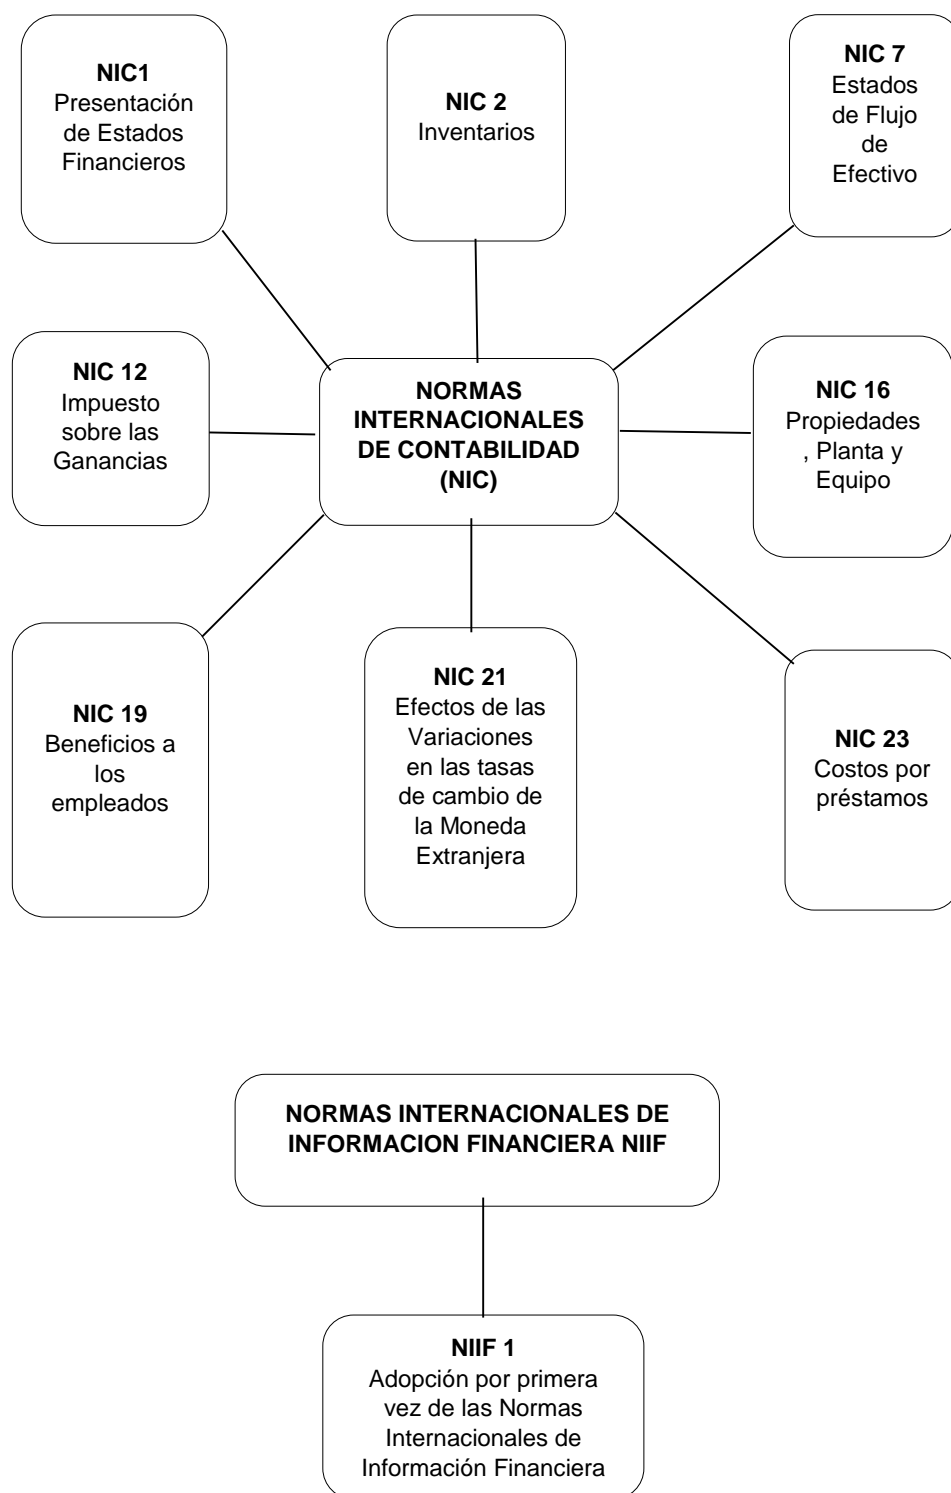 NIC1
Presentación
de Estados
Financieros
NIC 2
Inventarios
NIC 7
Estados
de Flujo
de
Efectivo
NIC 12
Impuesto
sobre las
Ganancias
NORMAS
INTERNACIONALES
DE CONTABILIDAD
(NIC)
NIC 16
Propiedades
, Planta y
Equipo
NIC 19
Beneficios a
los
empleados
NIC 21
Efectos de las
Variaciones
en las tasas
de cambio de
la Moneda
Extranjera
NIC 23
Costos por
préstamos
NORMAS INTERNACIONALES DE
INFORMACION FINANCIERA NIIF
NIIF 1
Adopción por primera
vez de las Normas
Internacionales de
Información Financiera